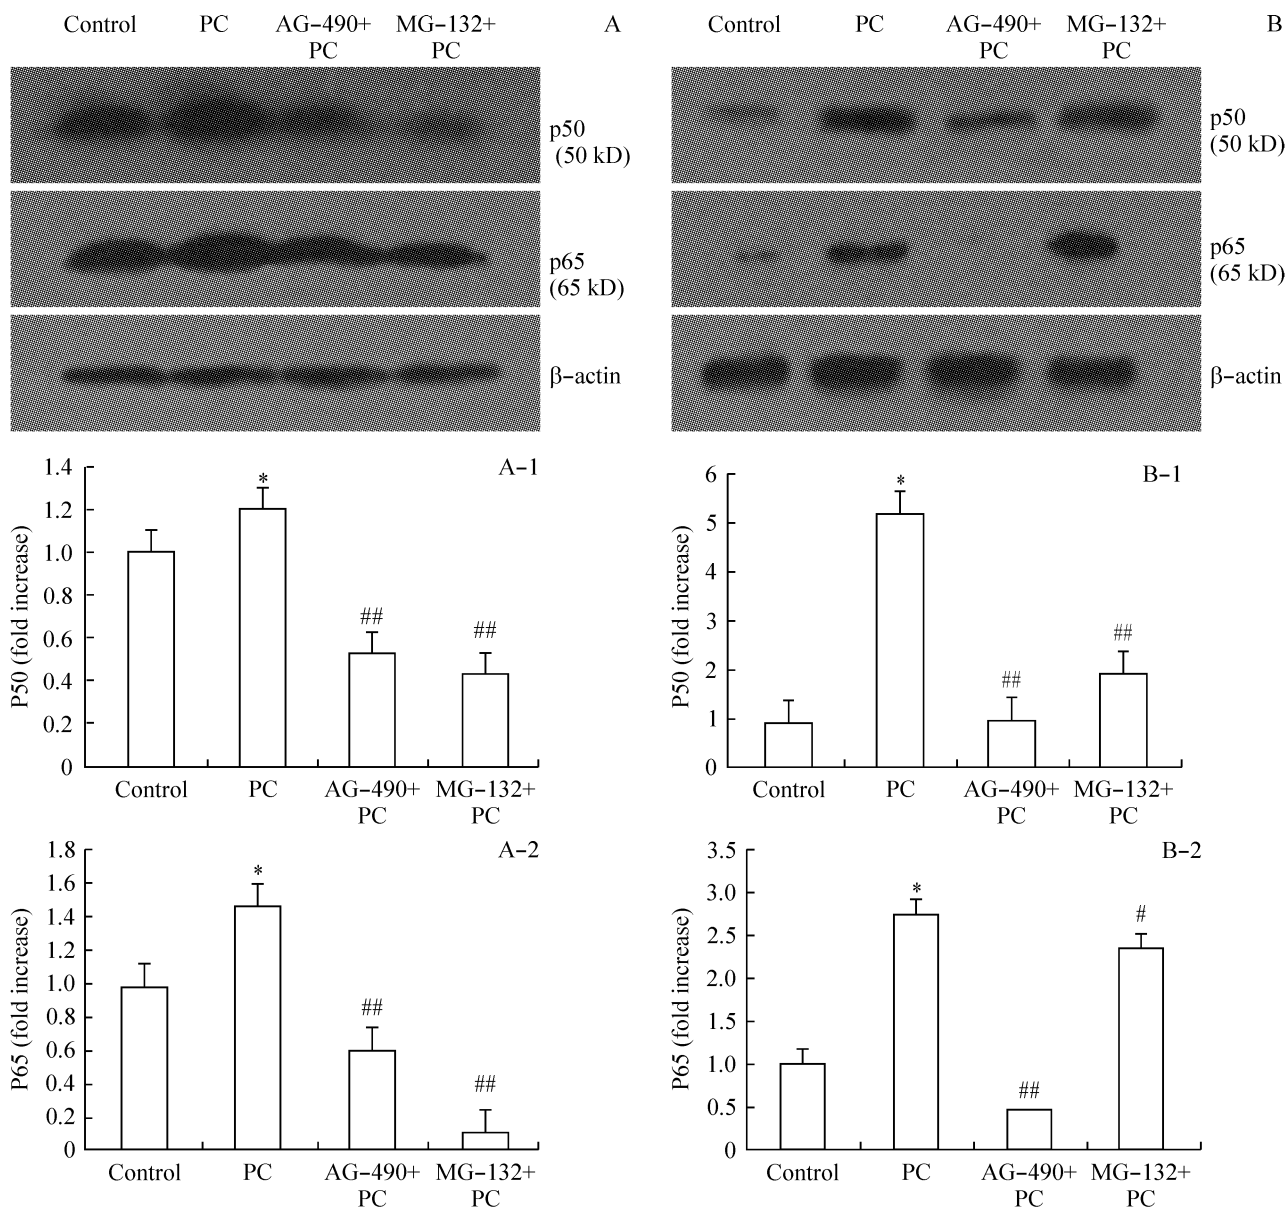 Control PC AG-490+ MG-132+ A
PC PC
p50
(50 kD)
p65
(65 kD)
β-actin
Control PC AG-490+ MG-132+ B
PC PC
p50
(50 kD)
p65
(65 kD)
β-actin
A-1
P50 (fold increase)
1.4
1.2
1.0
0.8
0.6
0.4
0.2
0
*
##
##
Control PC AG-490+ MG-132+
PC PC
B-1
P50 (fold increase)
6
5
4
3
2
1
0
*
##
##
Control PC AG-490+ MG-132+
PC PC
A-2
P65 (fold increase)
1.8
1.6
1.4
1.2
1.0
0.8
0.6
0.4
0.2
0
*
##
##
Control PC AG-490+ MG-132+
PC PC
B-2
P65 (fold increase)
3.5
3.0
2.5
2.0
1.5
1.0
0.5
0
*
##
#
Control PC AG-490+ MG-132+
PC PC